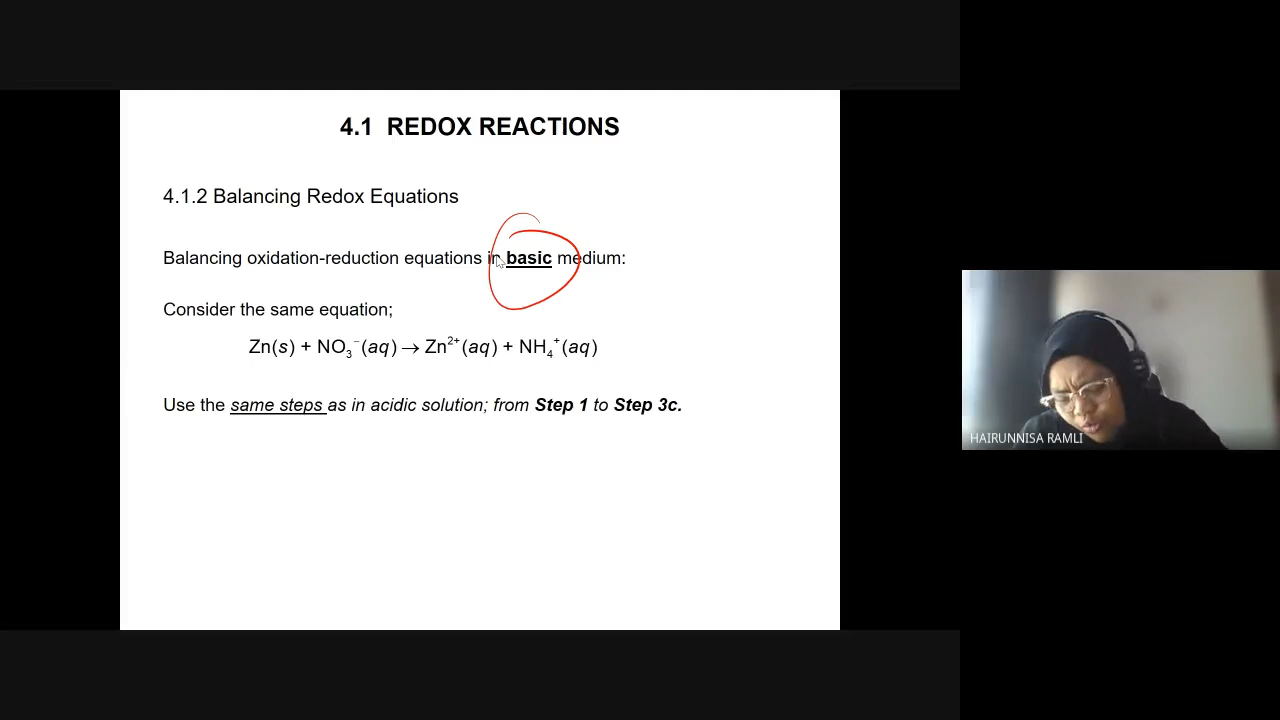 4.1 REDOX REACTIONS
4.1.2 Balancing Redox Equations
Balancing oxidation-reduction equations in basic medium:
Consider the same equation;
Zn(s) + NO₃⁻(aq) → Zn²⁺(aq) + NH₄⁺(aq)
Use the same steps as in acidic solution; from Step 1 to Step 3c.
HAIRUNNISA RAMLI